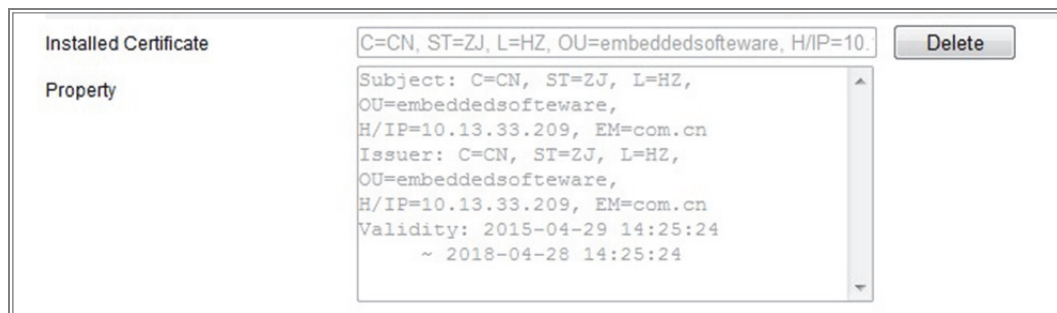 Installed Certificate C=CN, ST=ZJ, L=HZ, OU=embeddedsofteware, H/IP=10. Delete
Property
Subject: C=CN, ST=ZJ, L=HZ,
OU=embeddedsofteware,
H/IP=10.13.33.209, EM=com.cn
Issuer: C=CN, ST=ZJ, L=HZ,
OU=embeddedsofteware,
H/IP=10.13.33.209, EM=com.cn
Validity: 2015-04-29 14:25:24
~ 2018-04-28 14:25:24